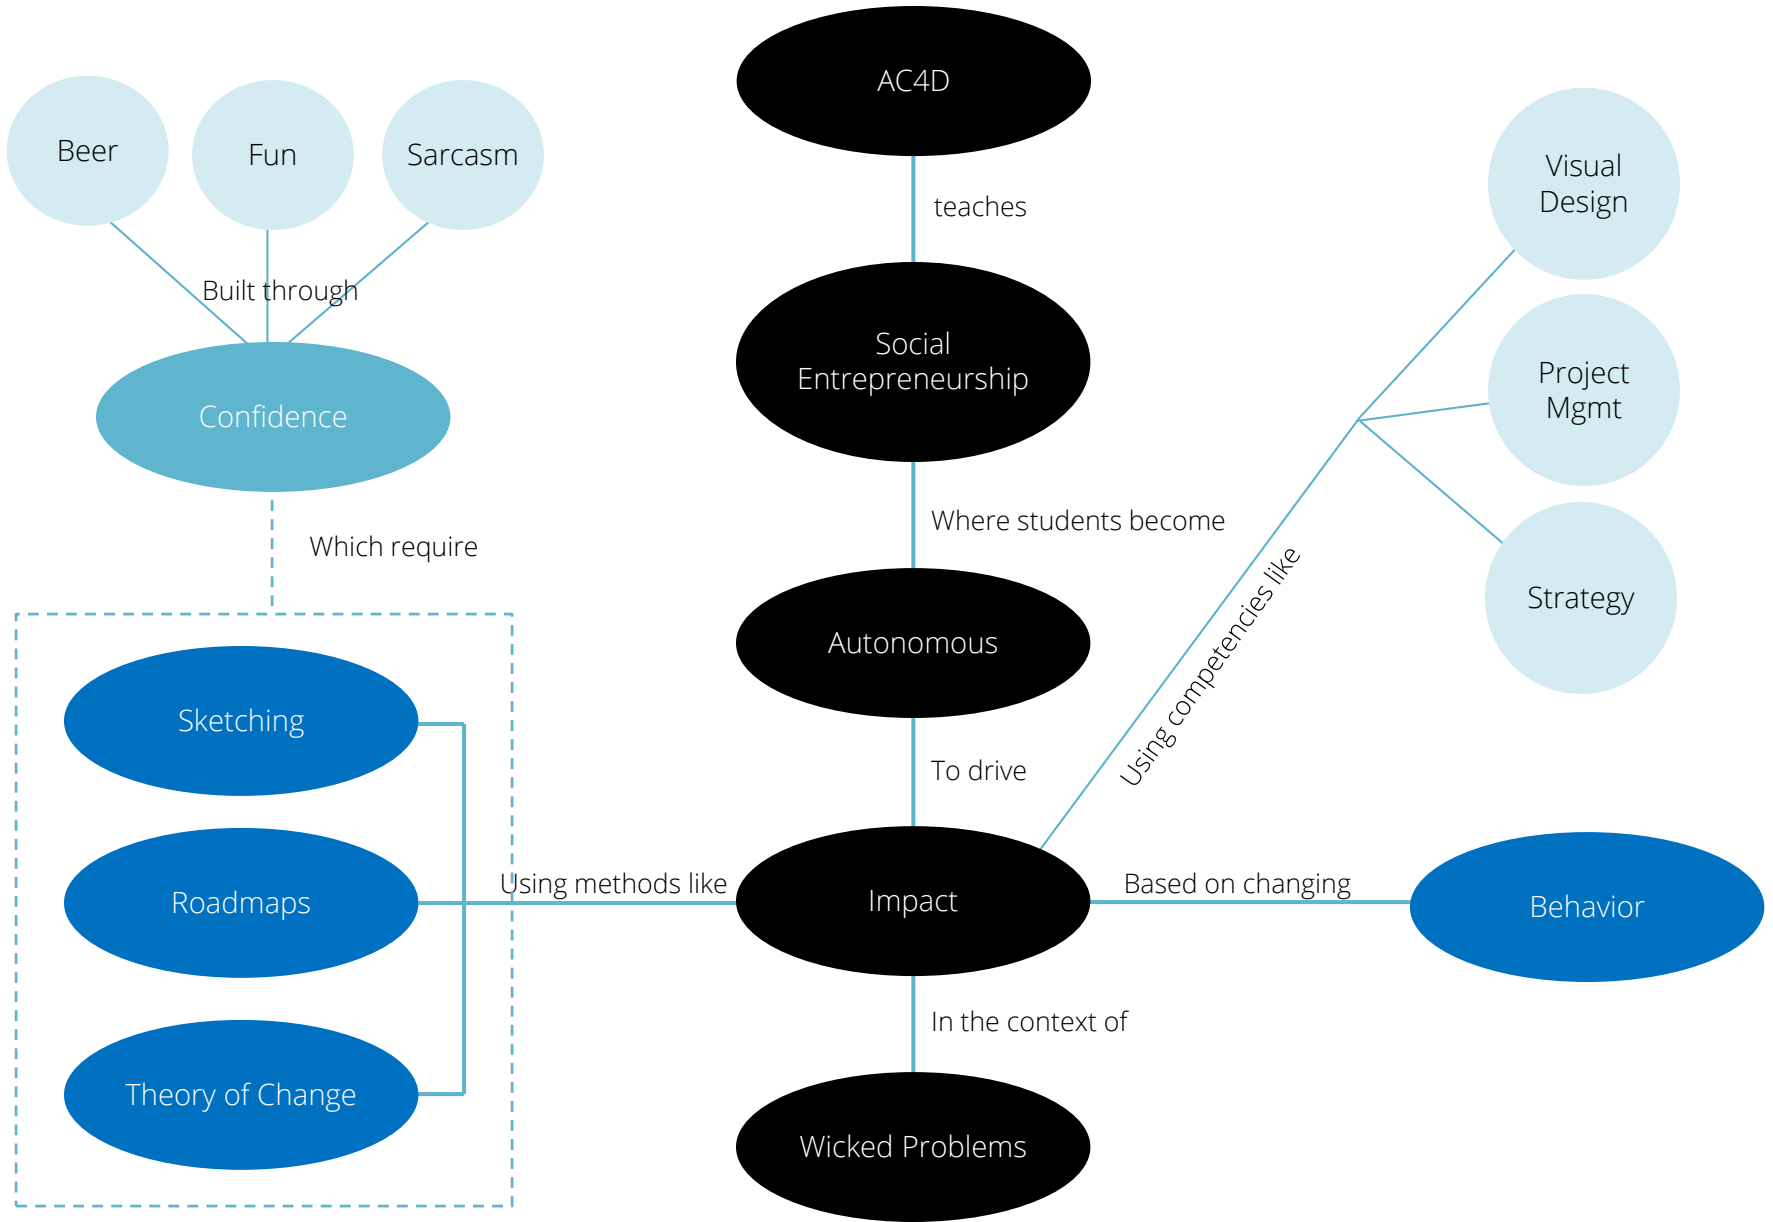 AC4D
teaches
Social
Entrepreneurship
Where students become
Autonomous
To drive
Impact
In the context of
Wicked Problems
Using methods like
Sketching
Roadmaps
Theory of Change
Which require
Confidence
Built through
Beer
Fun
Sarcasm
Using competencies like
Visual
Design
Project
Mgmt
Strategy
Based on changing
Behavior